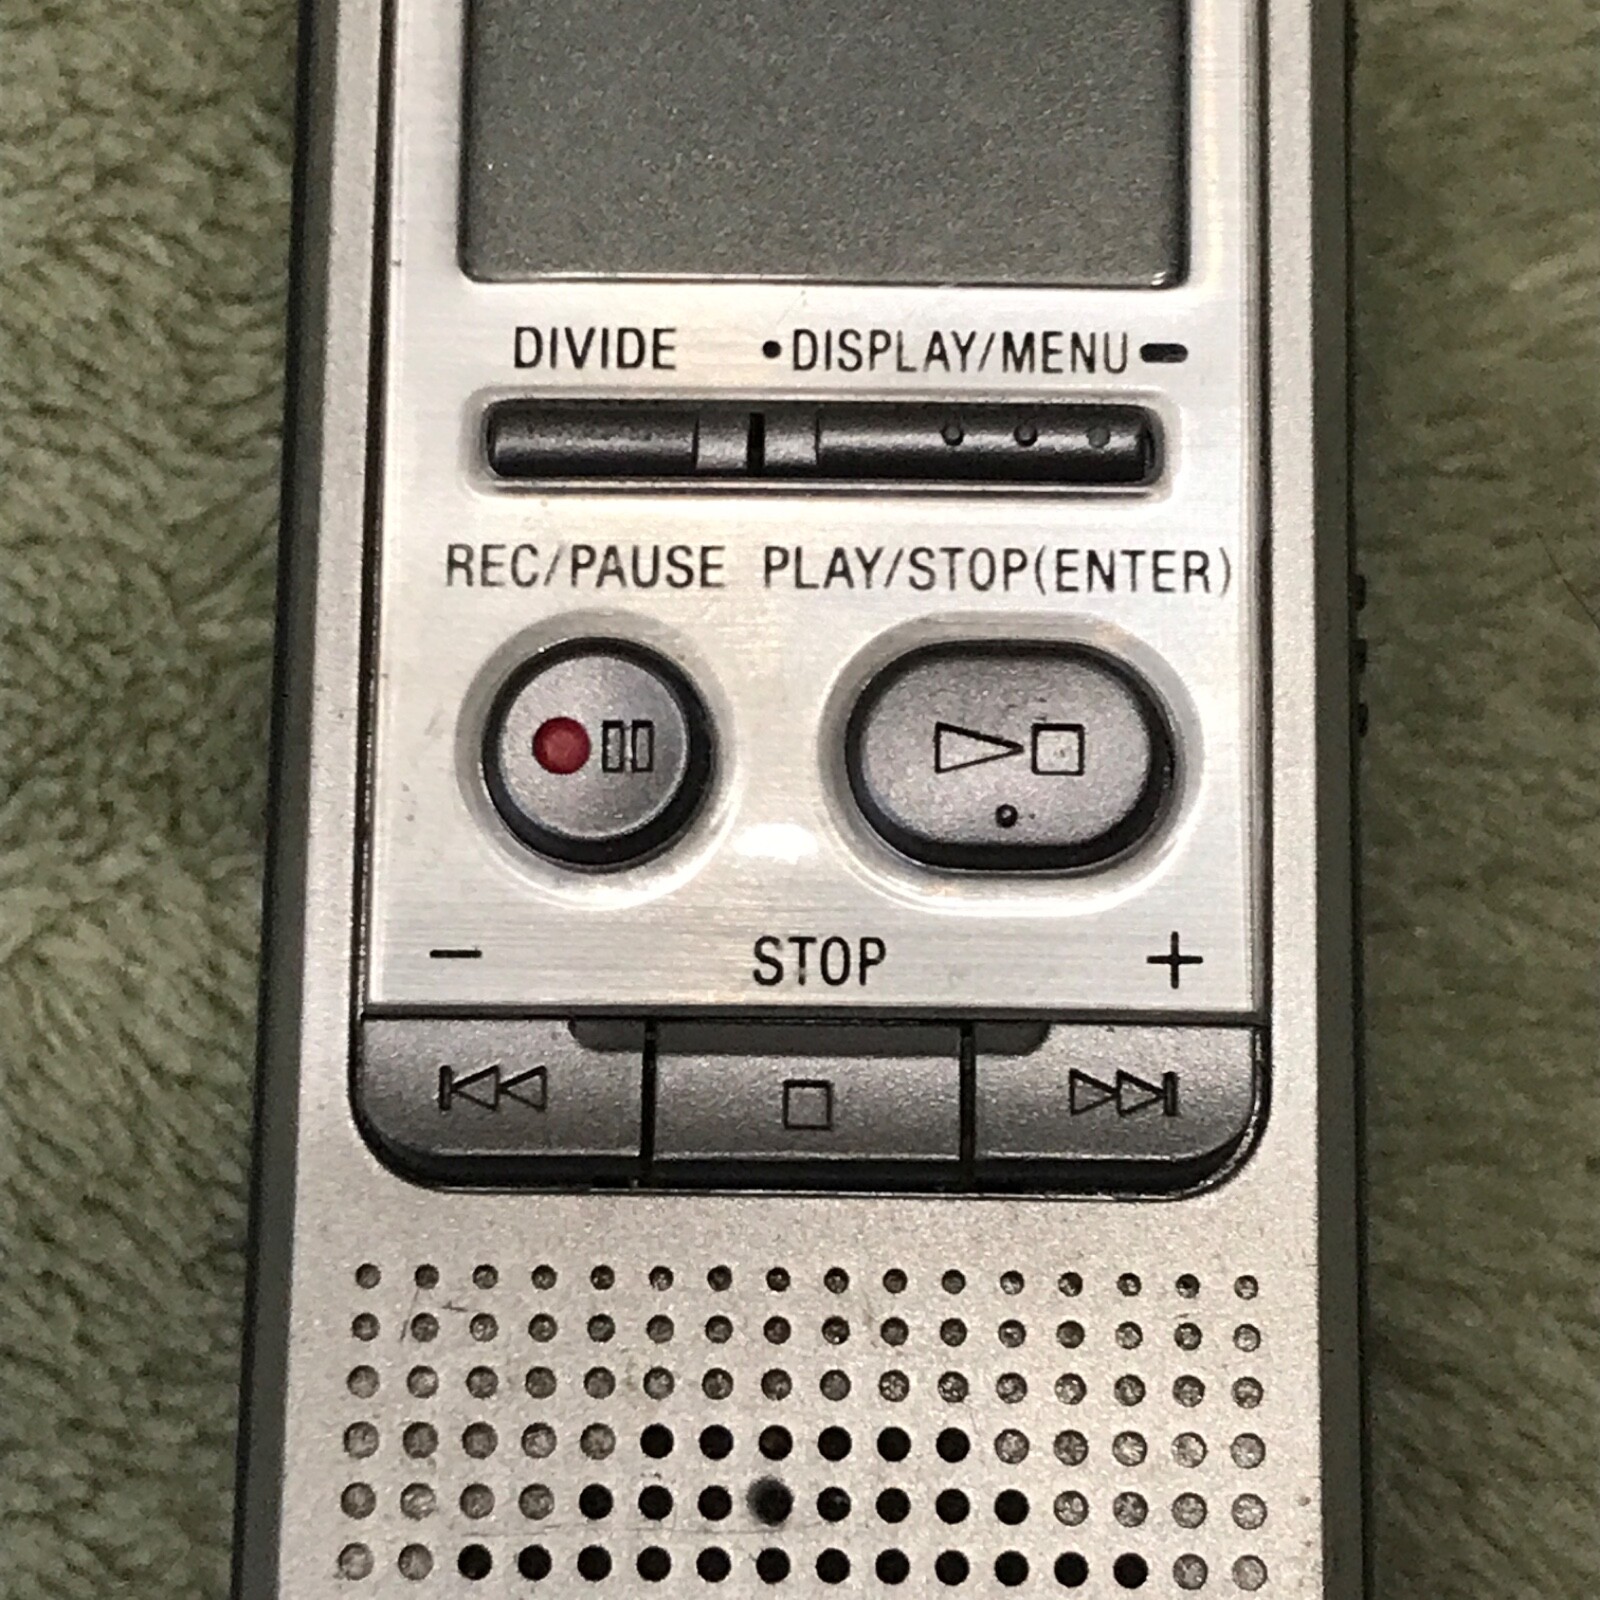 DIVIDE •DISPLAY/MENU━
REC/PAUSE PLAY/STOP(ENTER)
− STOP +